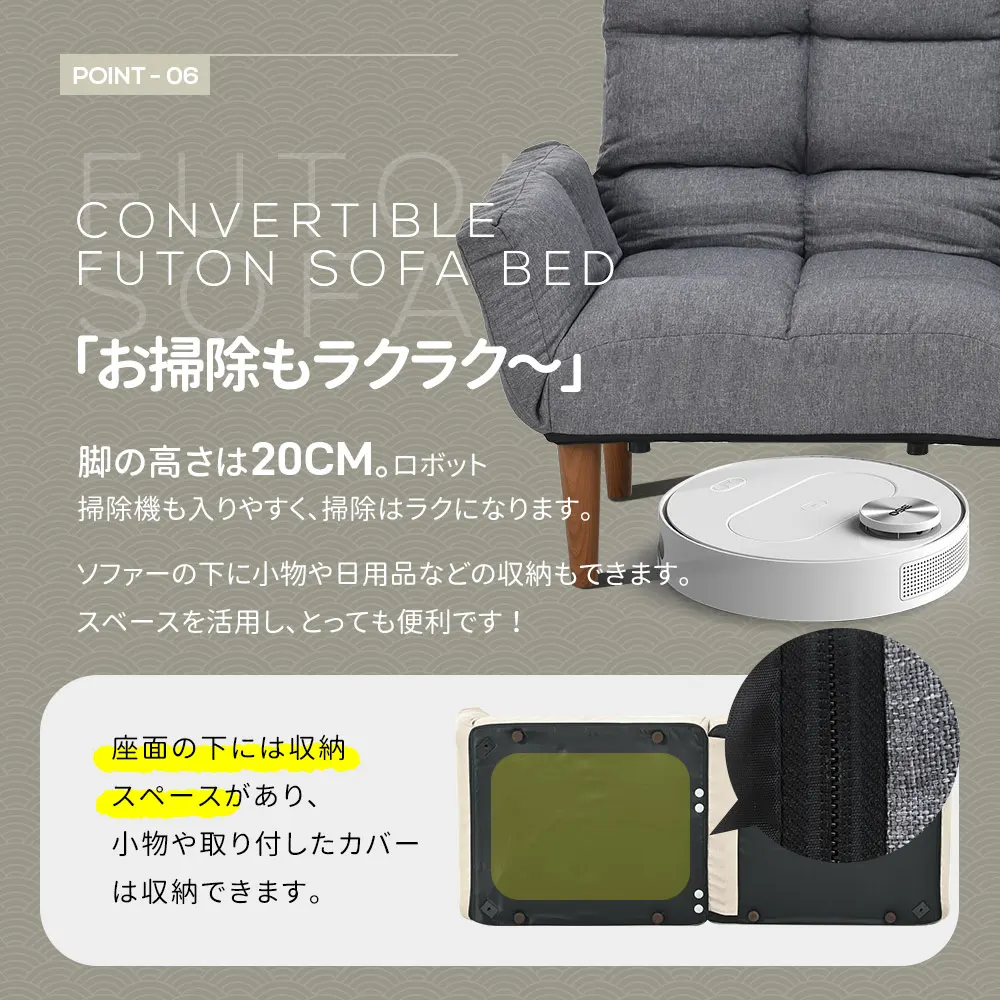 POINT - 06
FUTON
SOFA
CONVERTIBLE
FUTON SOFA BED
「お掃除もラクラク～」
脚の高さは20CM。ロボット
掃除機も入りやすく、掃除はラクになります。
ソファーの下に小物や日用品などの収納もできます。
スペースを活用し、とっても便利です！
座面の下には収納
スペースがあり、
小物や取り付したカバー
は収納できます。